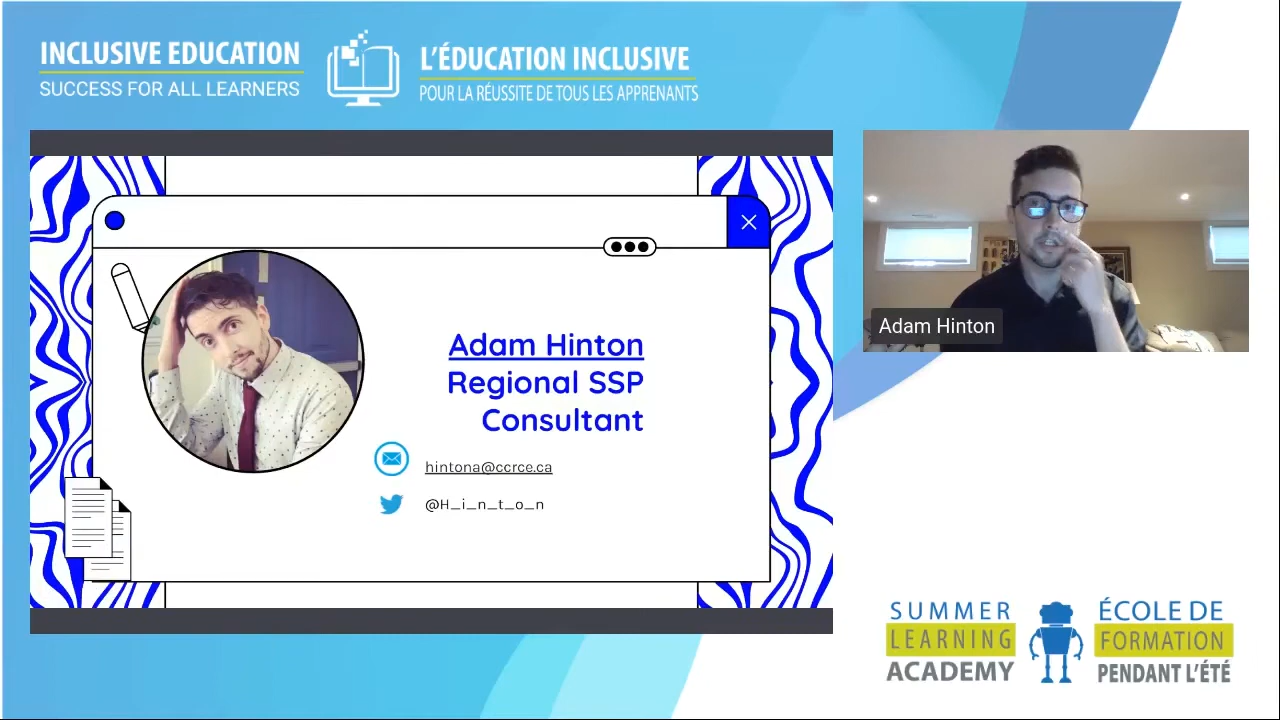 INCLUSIVE EDUCATION
SUCCESS FOR ALL LEARNERS
L'ÉDUCATION INCLUSIVE
POUR LA RÉUSSITE DE TOUS LES APPRENANTS
Adam Hinton
Regional SSP
Consultant
hintona@ccrce.ca
@H_i_n_t_o_n
Adam Hinton
SUMMER
LEARNING
ACADEMY
ÉCOLE DE
FORMATION
PENDANT L'ÉTÉ